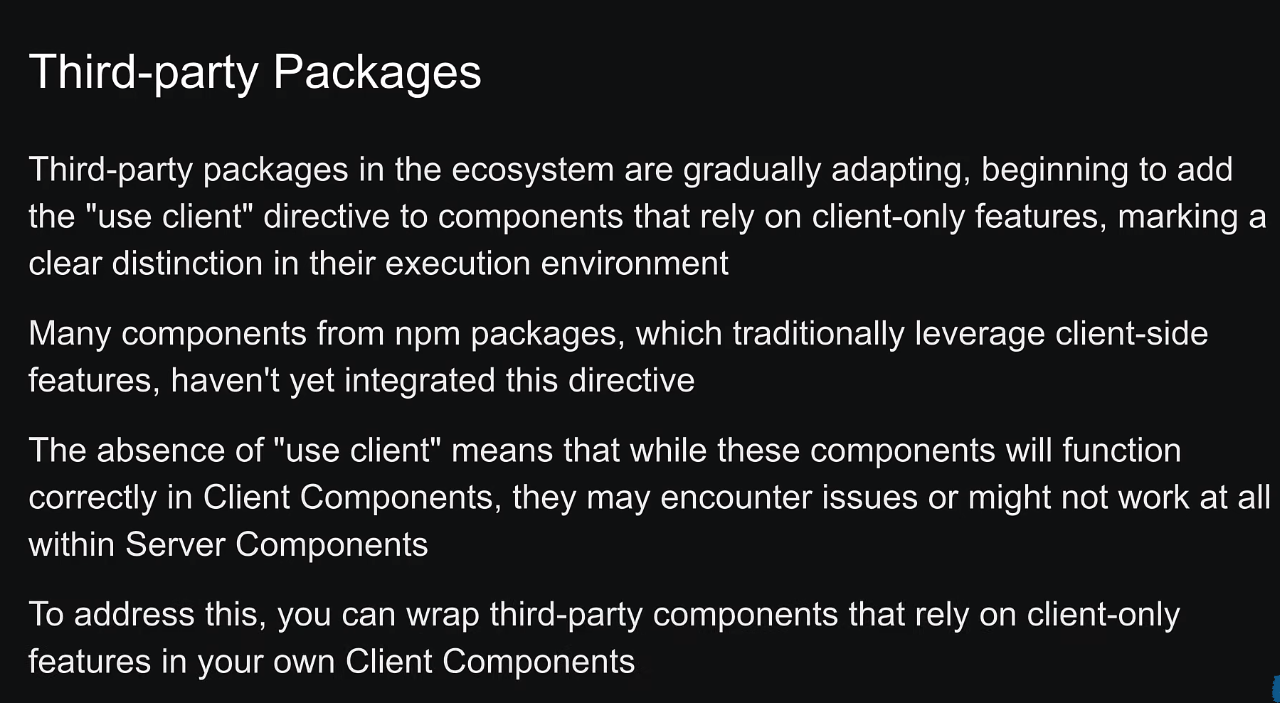 Third-party Packages
Third-party packages in the ecosystem are gradually adapting, beginning to add
the "use client" directive to components that rely on client-only features, marking a
clear distinction in their execution environment
Many components from npm packages, which traditionally leverage client-side
features, haven't yet integrated this directive
The absence of "use client" means that while these components will function
correctly in Client Components, they may encounter issues or might not work at all
within Server Components
To address this, you can wrap third-party components that rely on client-only
features in your own Client Components